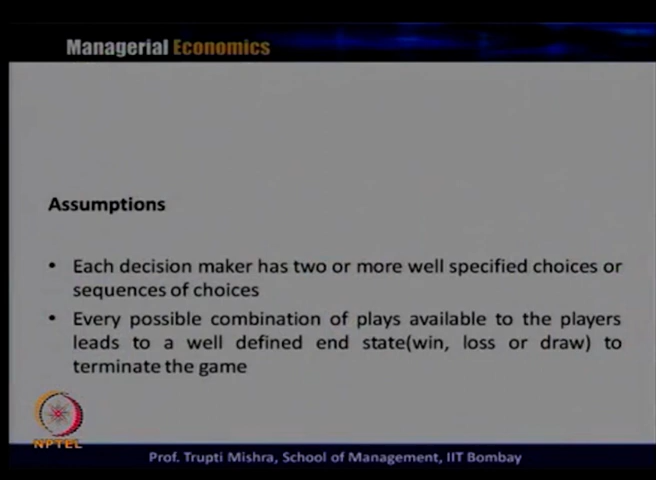 Managerial Economics
Assumptions
• Each decision maker has two or more well specified choices or
sequences of choices
• Every possible combination of plays available to the players
leads to a well defined end state(win, loss or draw) to
terminate the game
NPTEL
Prof. Trupti Mishra, School of Management, IIT Bombay